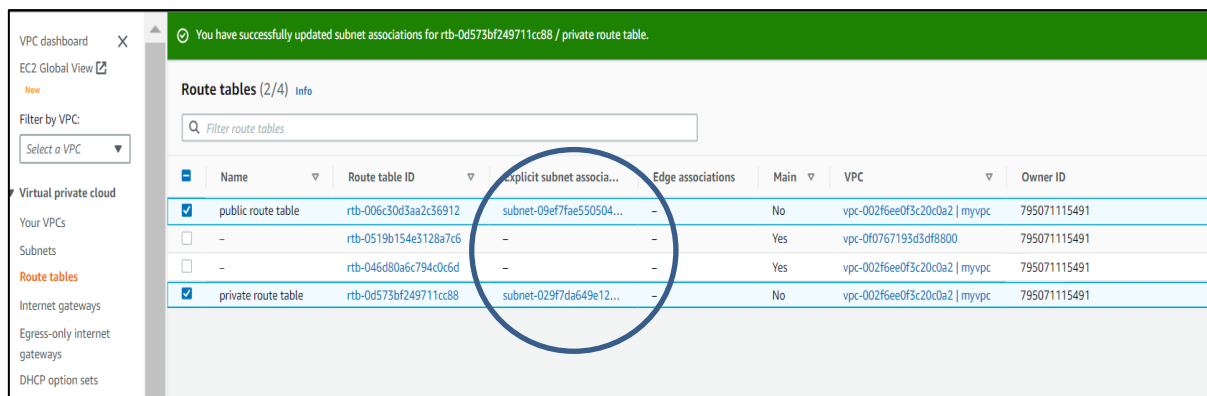 VPC dashboard
EC2 Global View
New
Filter by VPC:
Select a VPC
Virtual private cloud
Your VPCs
Subnets
Route tables
Internet gateways
Egress-only internet
gateways
DHCP option sets
You have successfully updated subnet associations for rtb-0d573bf249711cc88 / private route table.
Route tables (2/4) Info
Filter route tables
Name Route table ID Explicit subnet associa... Edge associations Main VPC Owner ID
public route table rtb-006c30d3aa2c36912 subnet-09ef7fae550504... – No vpc-002f6ee0f3c20c0a2 | myvpc 795071115491
– rtb-0519b154e3128a7c6 – – Yes vpc-0f0767193d3df8800 795071115491
– rtb-046d80a6c794c0c6d – – Yes vpc-002f6ee0f3c20c0a2 | myvpc 795071115491
private route table rtb-0d573bf249711cc88 subnet-029f7da649e12... – No vpc-002f6ee0f3c20c0a2 | myvpc 795071115491